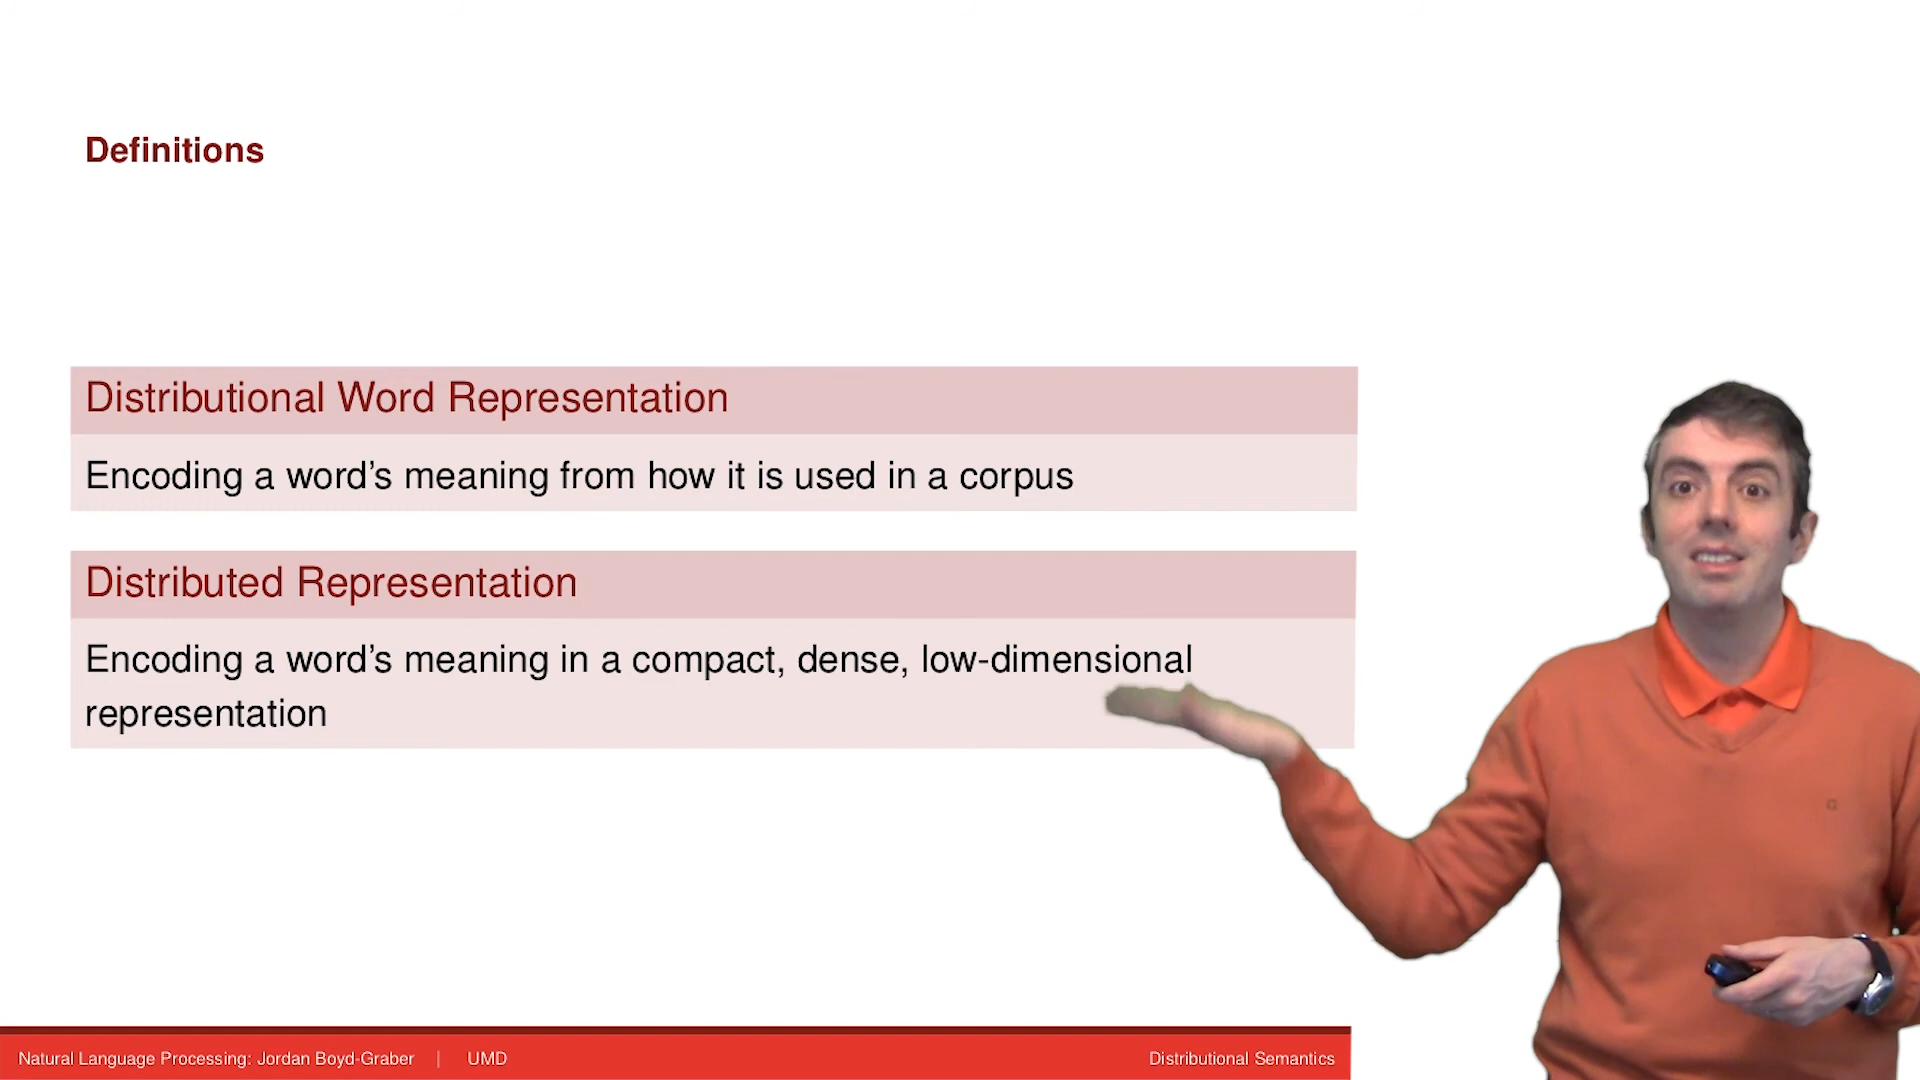 Definitions
Distributional Word Representation
Encoding a word’s meaning from how it is used in a corpus
Distributed Representation
Encoding a word’s meaning in a compact, dense, low-dimensional
representation
Natural Language Processing: Jordan Boyd-Graber | UMD
Distributional Semantics